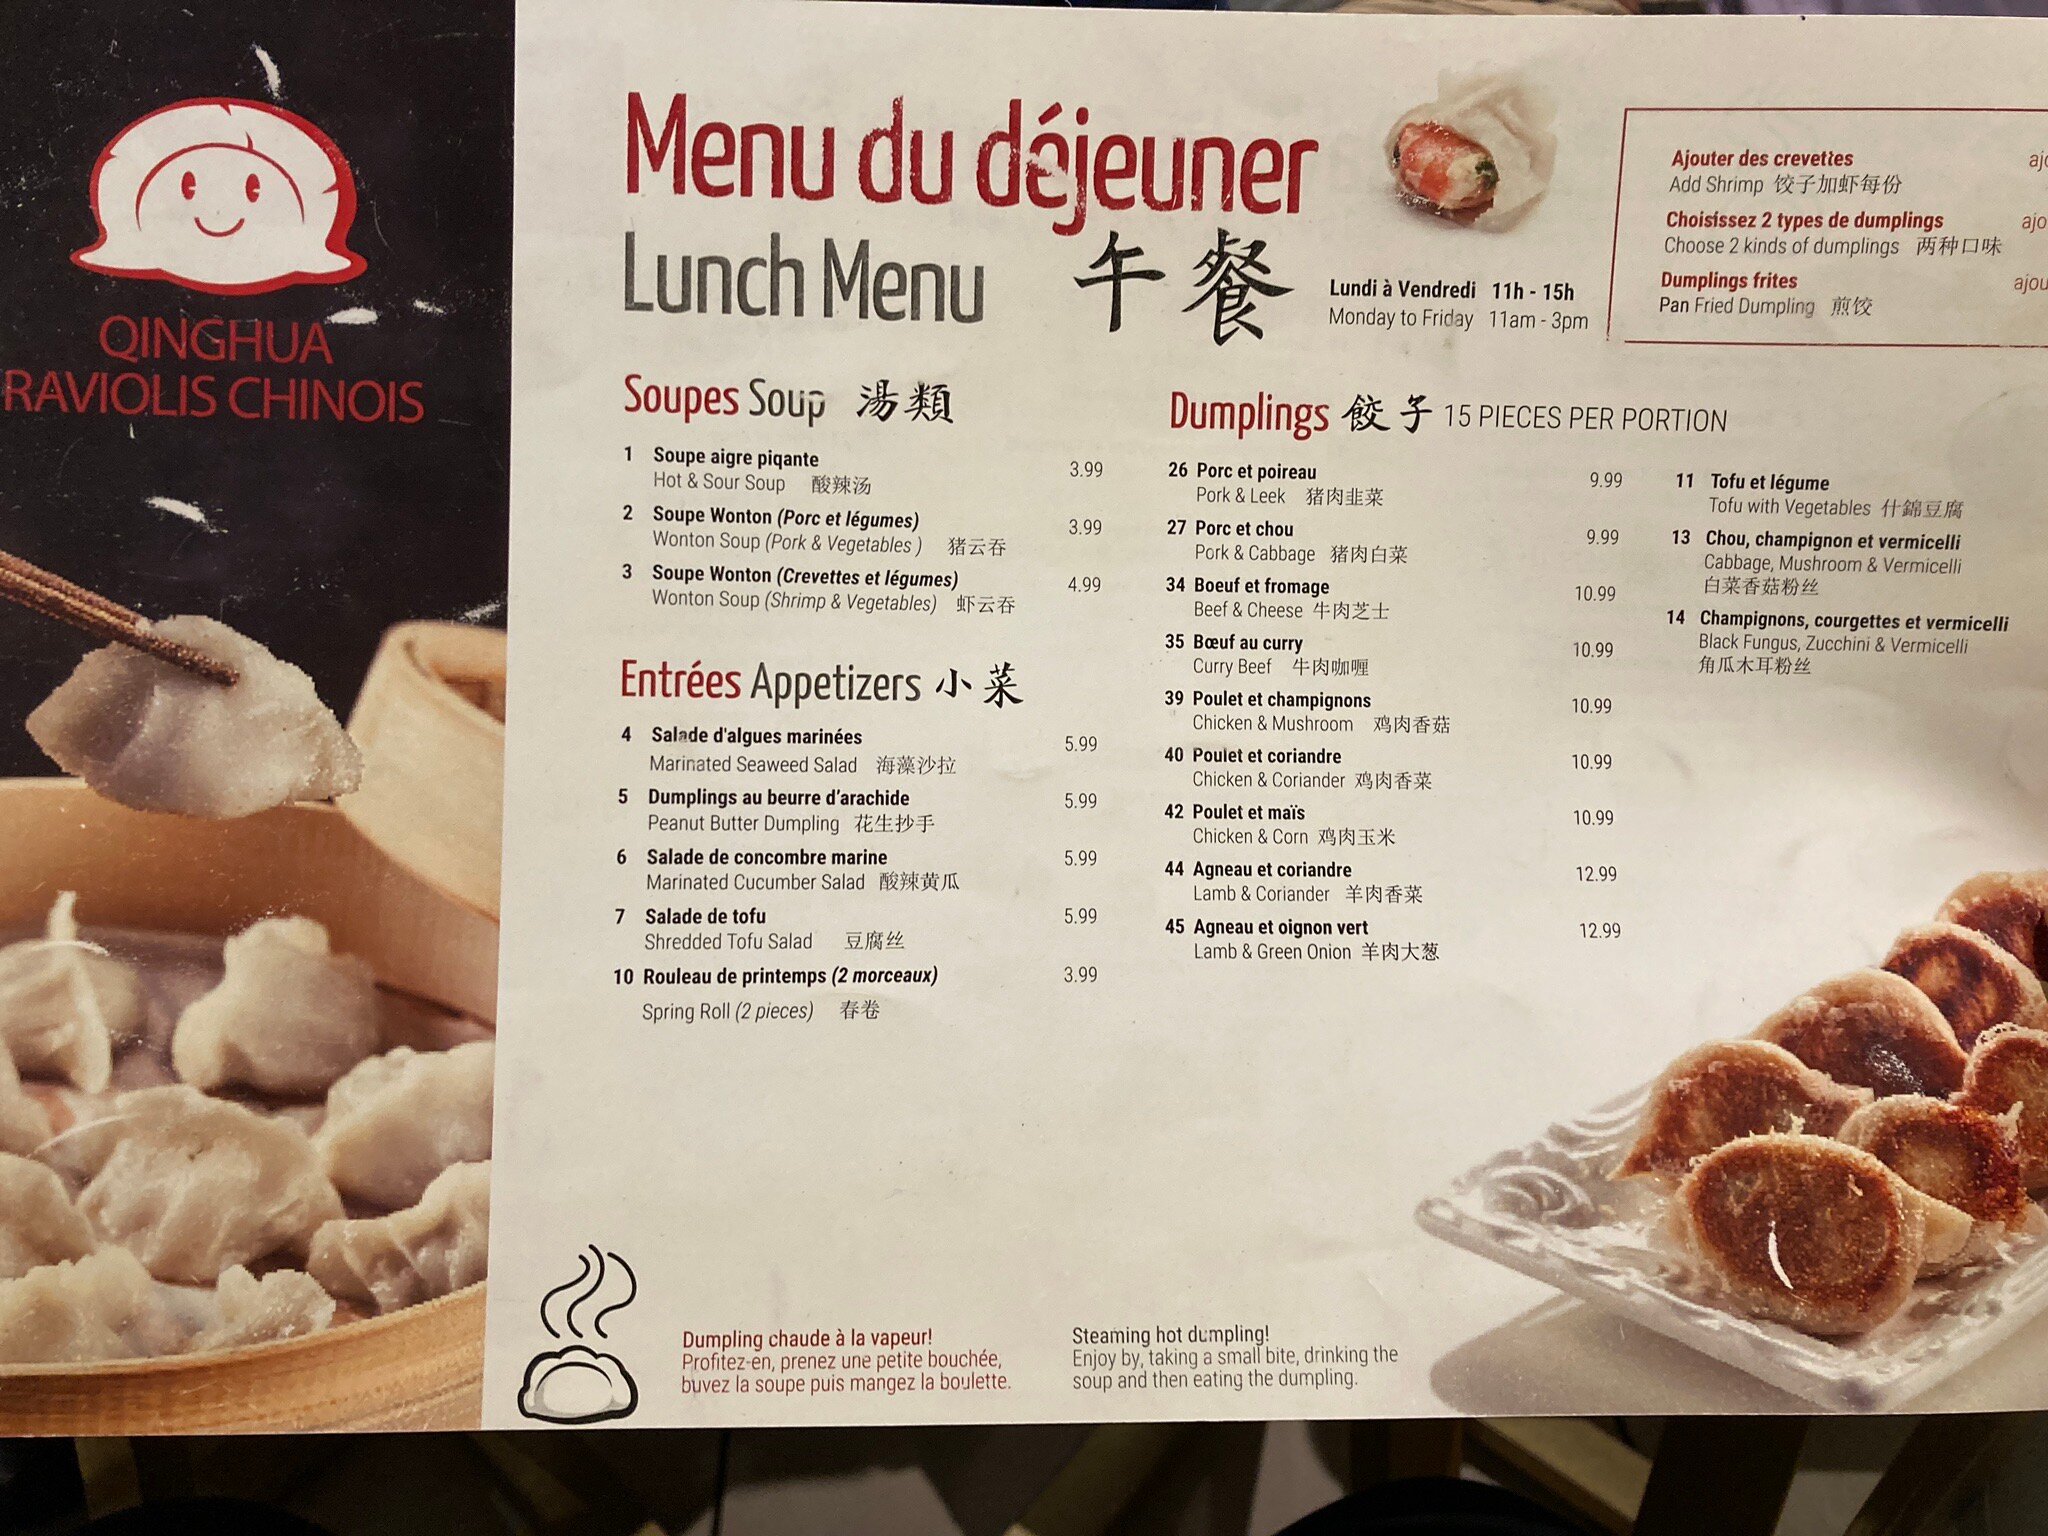 QINGHUA
RAVIOLIS CHINOIS
Menu du déjeuner
Lunch Menu 午餐
Lundi à Vendredi 11h - 15h
Monday to Friday 11am - 3pm
Ajouter des crevettes
Add Shrimp 饺子加虾每份
Choisissez 2 types de dumplings
Choose 2 kinds of dumplings 两种口味
Dumplings frites
Pan Fried Dumpling 煎饺
Soupes Soup 湯類
1 Soupe aigre piqante 3.99
Hot & Sour Soup 酸辣汤
2 Soupe Wonton (Porc et légumes) 3.99
Wonton Soup (Pork & Vegetables ) 猪云吞
3 Soupe Wonton (Crevettes et légumes) 4.99
Wonton Soup (Shrimp & Vegetables) 虾云吞
Entrées Appetizers 小菜
4 Salade d'algues marinées 5.99
Marinated Seaweed Salad 海藻沙拉
5 Dumplings au beurre d'arachide 5.99
Peanut Butter Dumpling 花生抄手
6 Salade de concombre marine 5.99
Marinated Cucumber Salad 酸辣黄瓜
7 Salade de tofu 5.99
Shredded Tofu Salad 豆腐丝
10 Rouleau de printemps (2 morceaux) 3.99
Spring Roll (2 pieces) 春卷
Dumplings 餃子 15 PIECES PER PORTION
26 Porc et poireau 9.99
Pork & Leek 猪肉韭菜
27 Porc et chou 9.99
Pork & Cabbage 猪肉白菜
34 Boeuf et fromage 10.99
Beef & Cheese 牛肉芝士
35 Bœuf au curry 10.99
Curry Beef 牛肉咖喱
39 Poulet et champignons 10.99
Chicken & Mushroom 鸡肉香菇
40 Poulet et coriandre 10.99
Chicken & Coriander 鸡肉香菜
42 Poulet et maïs 10.99
Chicken & Corn 鸡肉玉米
44 Agneau et coriandre 12.99
Lamb & Coriander 羊肉香菜
45 Agneau et oignon vert 12.99
Lamb & Green Onion 羊肉大葱
11 Tofu et légume
Tofu with Vegetables 什錦豆腐
13 Chou, champignon et vermicelli
Cabbage, Mushroom & Vermicelli
白菜香菇粉丝
14 Champignons, courgettes et vermicelli
Black Fungus, Zucchini & Vermicelli
角瓜木耳粉丝
Dumpling chaude à la vapeur!
Profitez-en, prenez une petite bouchée,
buvez la soupe puis mangez la boulette.
Steaming hot dumpling!
Enjoy by, taking a small bite, drinking the
soup and then eating the dumpling.